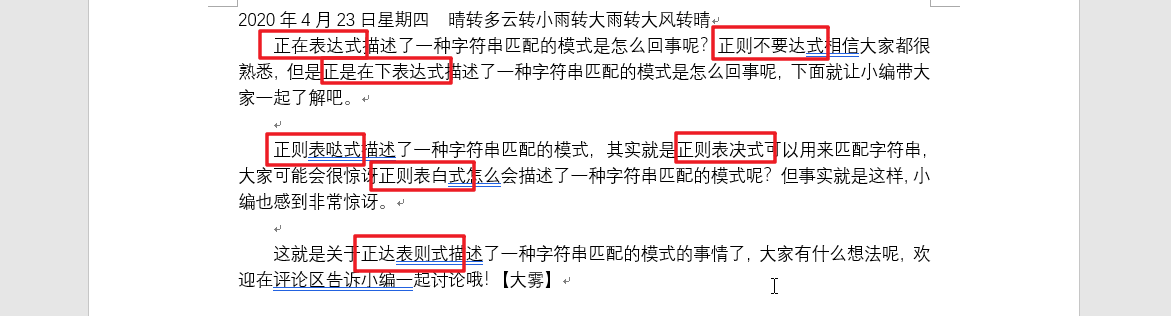 2020年4月23日星期四 晴转多云转小雨转大雨转大风转晴
正在表达式描述了一种字符串匹配的模式是怎么回事呢？正则不要达式相信大家都很
熟悉，但是正是在下表达式描述了一种字符串匹配的模式是怎么回事呢，下面就让小编带大
家一起了解吧。
正则表哒式描述了一种字符串匹配的模式，其实就是正则表决式可以用来匹配字符串，
大家可能会很惊讶正则表白式怎么会描述了一种字符串匹配的模式呢？但事实就是这样，小
编也感到非常惊讶。
这就是关于正达表则式描述了一种字符串匹配的模式的事情了，大家有什么想法呢，欢
迎在评论区告诉小编一起讨论哦！【大雾】